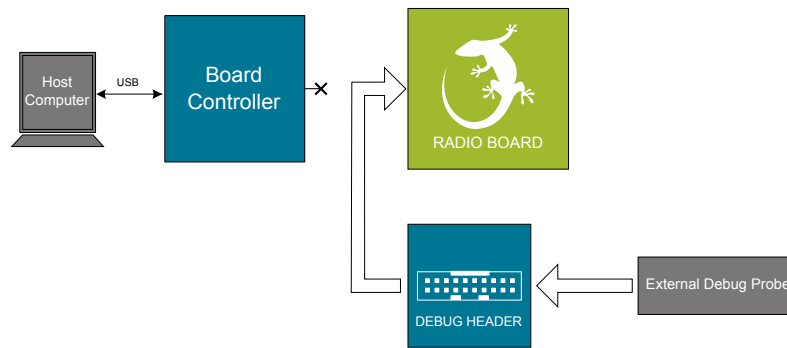 Host
Computer
USB
Board
Controller
RADIO BOARD
DEBUG HEADER
External Debug Probe